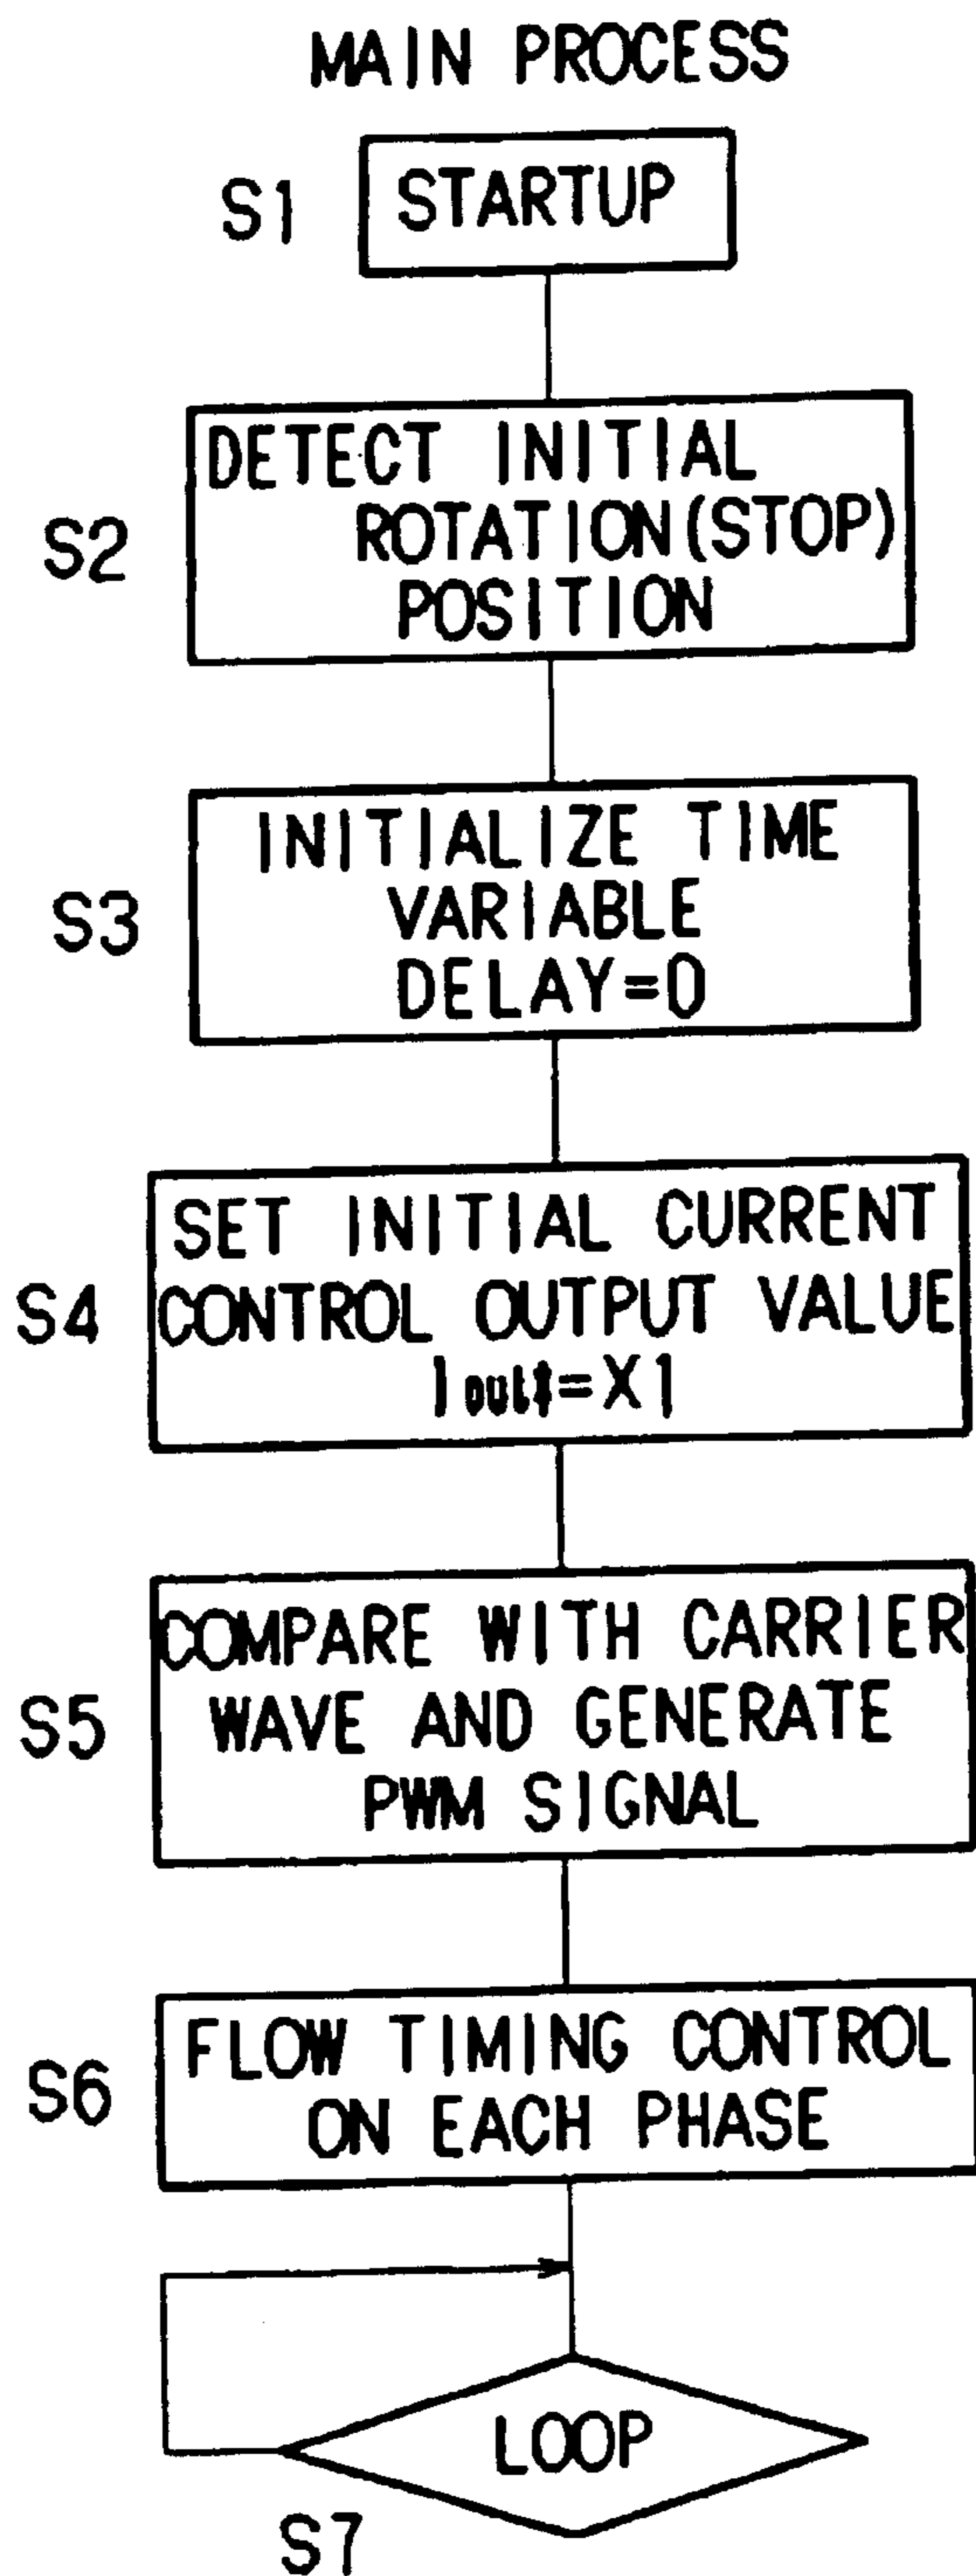 MAIN PROCESS
S1
STARTUP
S2
DETECT INITIAL
ROTATION(STOP)
POSITION
S3
INITIALIZE TIME
VARIABLE
DELAY=0
S4
SET INITIAL CURRENT
CONTROL OUTPUT VALUE
Iout*=X1
S5
COMPARE WITH CARRIER
WAVE AND GENERATE
PWM SIGNAL
S6
FLOW TIMING CONTROL
ON EACH PHASE
LOOP
S7